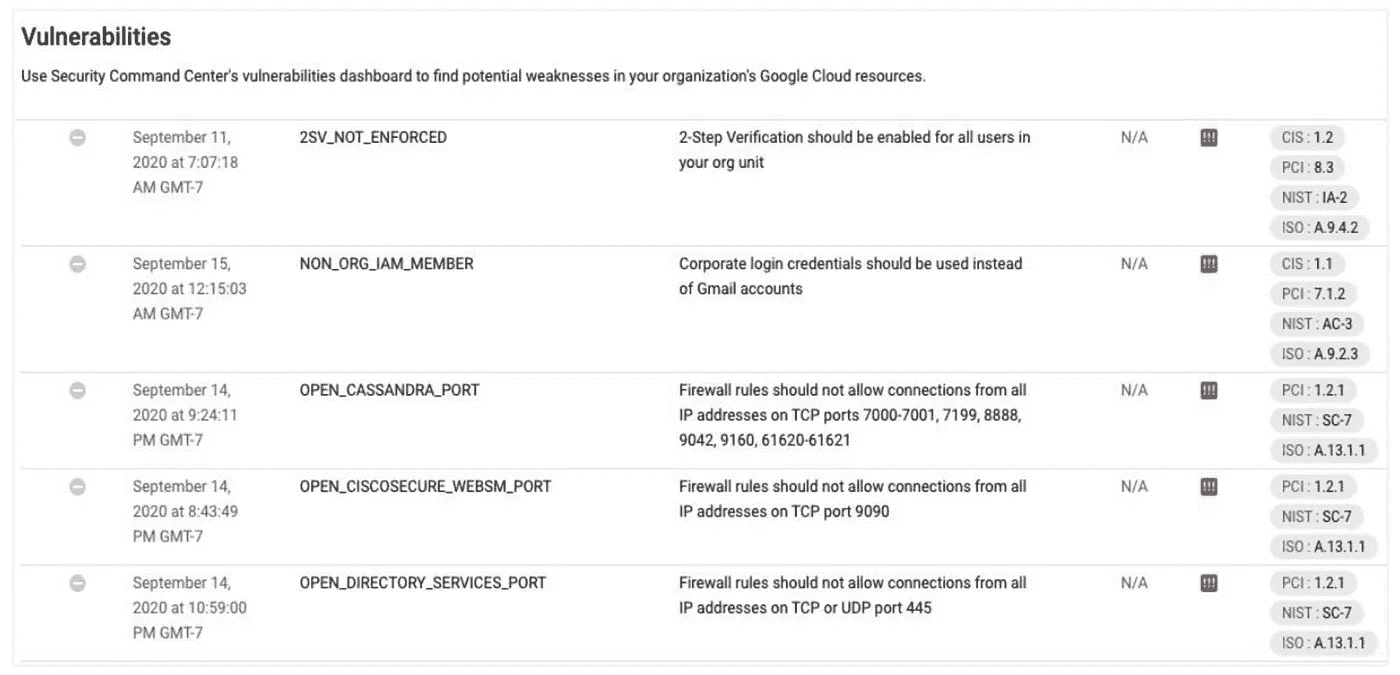 Vulnerabilities
Use Security Command Center's vulnerabilities dashboard to find potential weaknesses in your organization's Google Cloud resources.
September 11,
2020 at 7:07:18
AM GMT-7
2SV_NOT_ENFORCED
2-Step Verification should be enabled for all users in
your org unit
N/A
CIS : 1.2
PCI : 8.3
NIST : IA-2
ISO : A.9.4.2
September 15,
2020 at 12:15:03
AM GMT-7
NON_ORG_IAM_MEMBER
Corporate login credentials should be used instead
of Gmail accounts
N/A
CIS : 1.1
PCI : 7.1.2
NIST : AC-3
ISO : A.9.2.3
September 14,
2020 at 9:24:11
PM GMT-7
OPEN_CASSANDRA_PORT
Firewall rules should not allow connections from all
IP addresses on TCP ports 7000-7001, 7199, 8888,
9042, 9160, 61620-61621
N/A
PCI : 1.2.1
NIST : SC-7
ISO : A.13.1.1
September 14,
2020 at 8:43:49
PM GMT-7
OPEN_CISCOSECURE_WEBSM_PORT
Firewall rules should not allow connections from all
IP addresses on TCP port 9090
N/A
PCI : 1.2.1
NIST : SC-7
ISO : A.13.1.1
September 14,
2020 at 10:59:00
PM GMT-7
OPEN_DIRECTORY_SERVICES_PORT
Firewall rules should not allow connections from all
IP addresses on TCP or UDP port 445
N/A
PCI : 1.2.1
NIST : SC-7
ISO : A.13.1.1